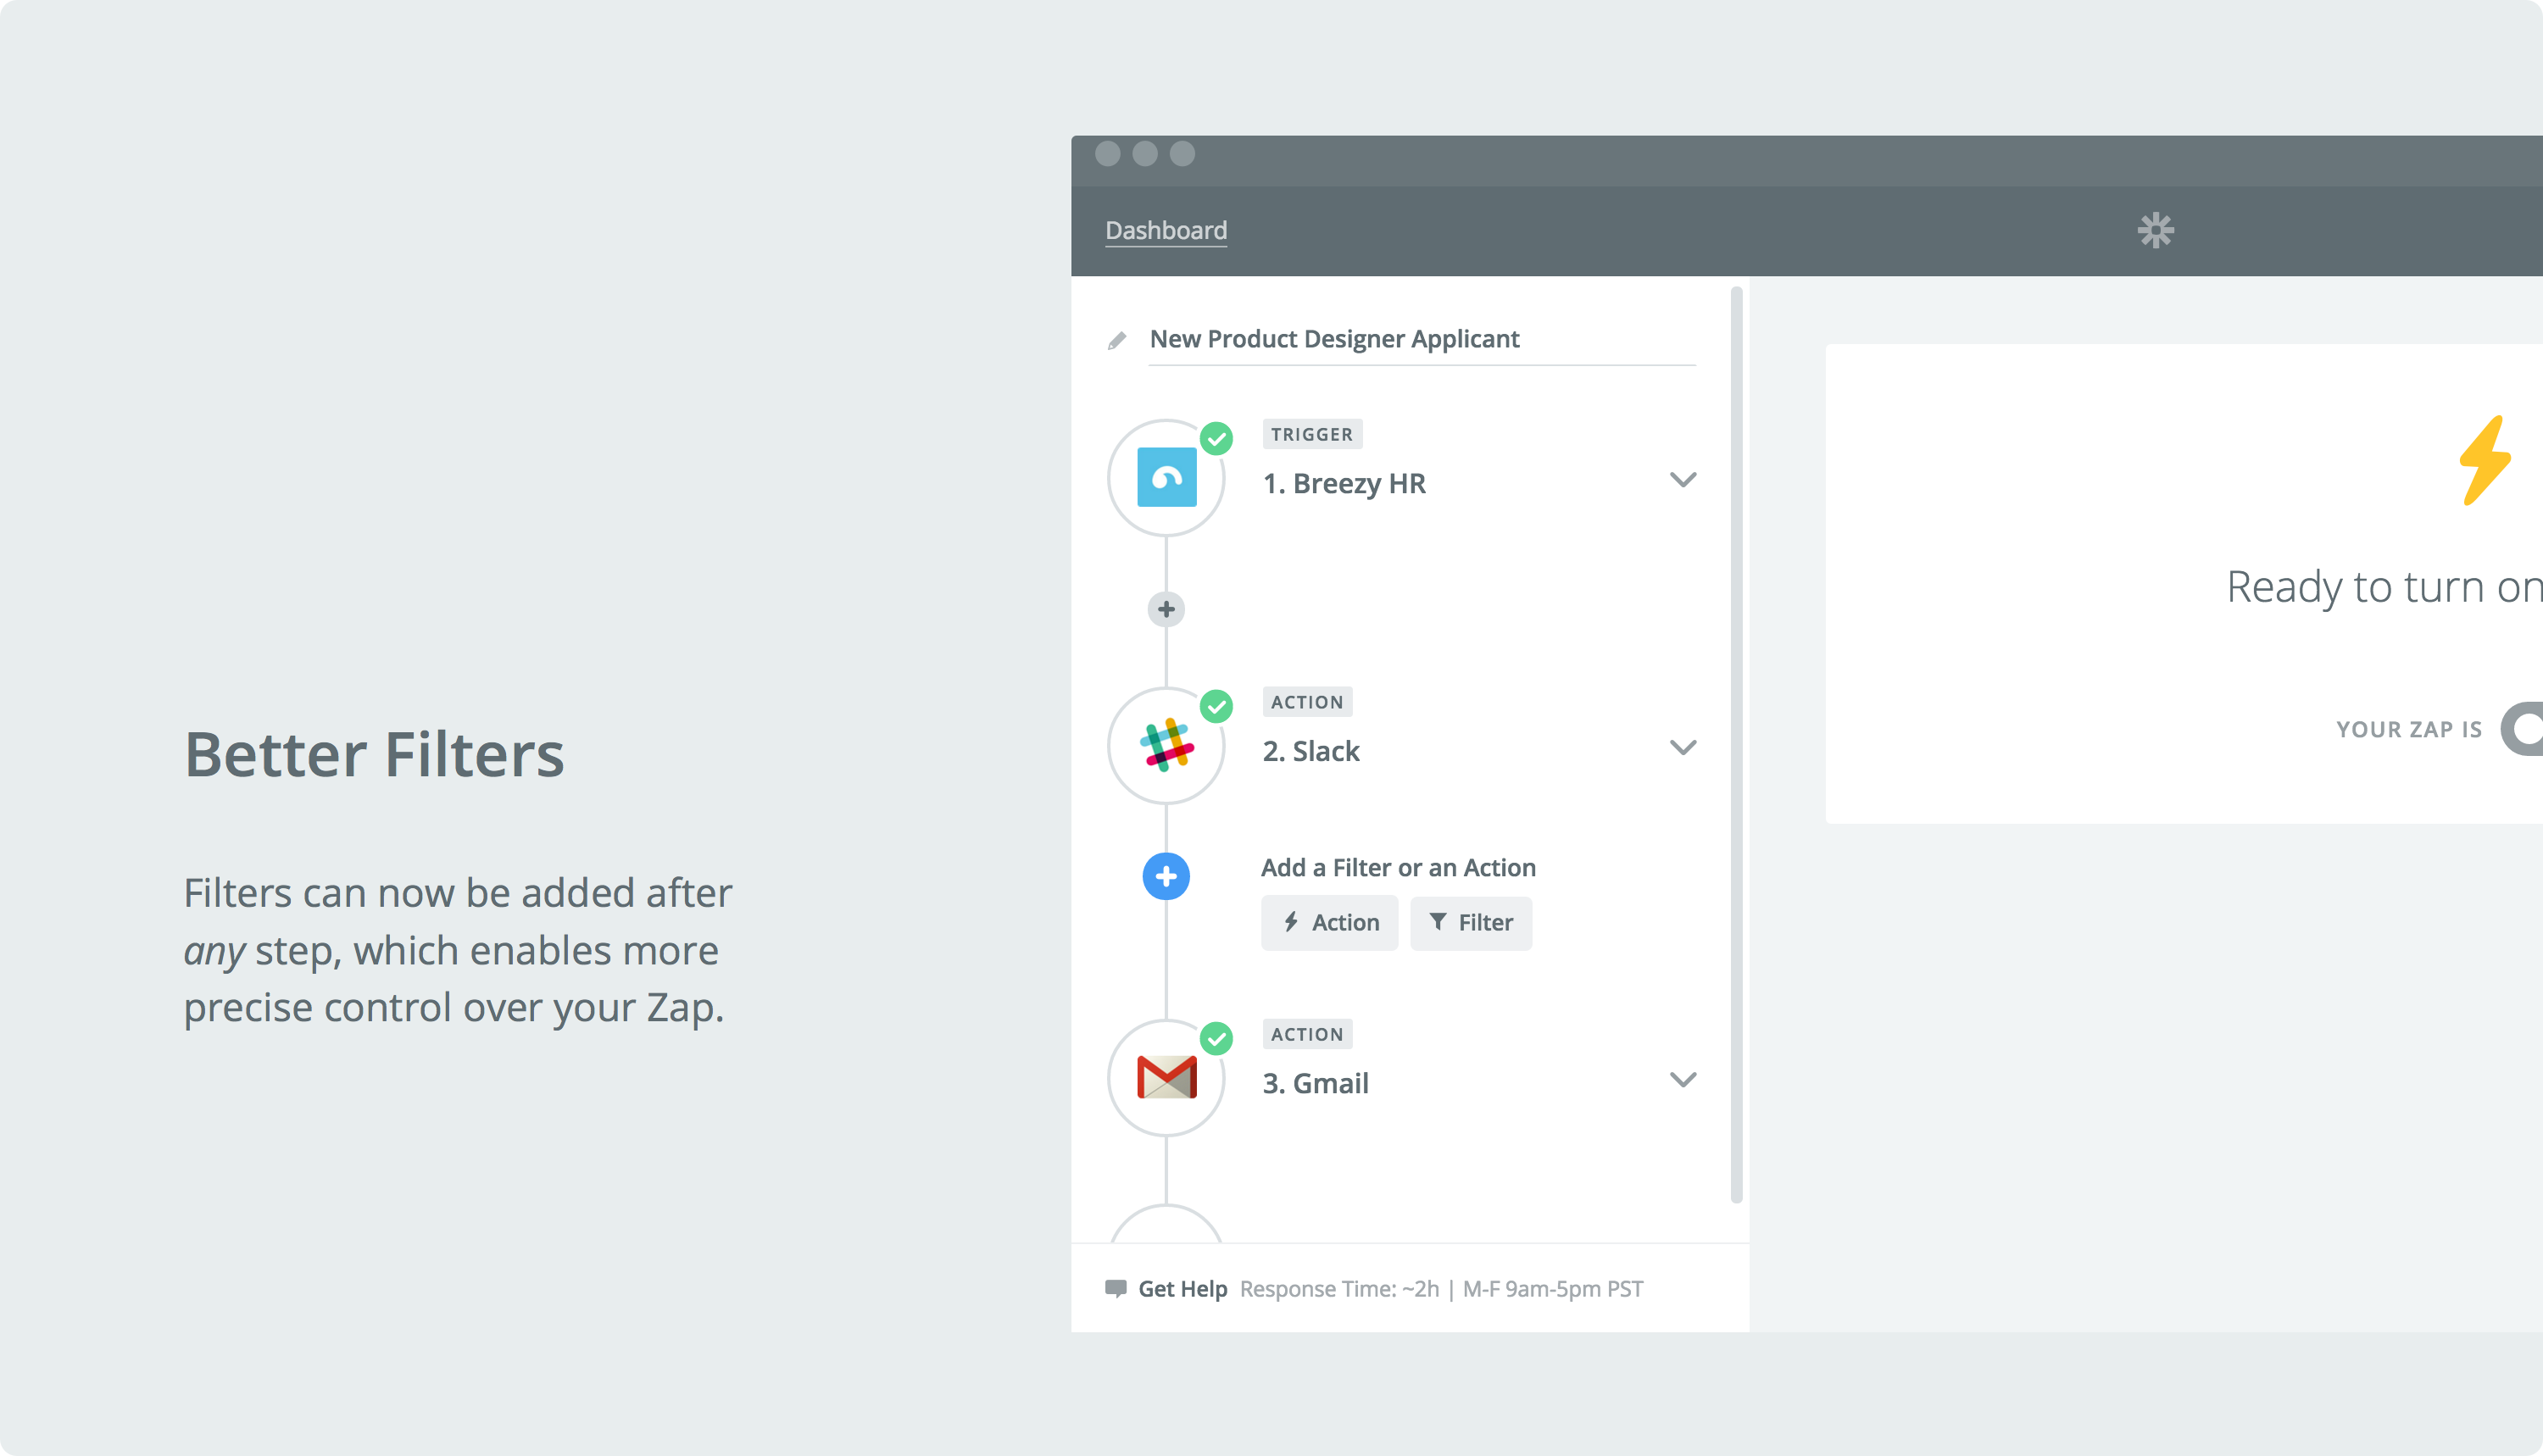 Better Filters
Filters can now be added after
any step, which enables more
precise control over your Zap.
Dashboard
New Product Designer Applicant
TRIGGER
1. Breezy HR
ACTION
2. Slack
Add a Filter or an Action
Action
Filter
ACTION
3. Gmail
Get Help Response Time: ~2h | M-F 9am-5pm PST
Ready to turn on
YOUR ZAP IS